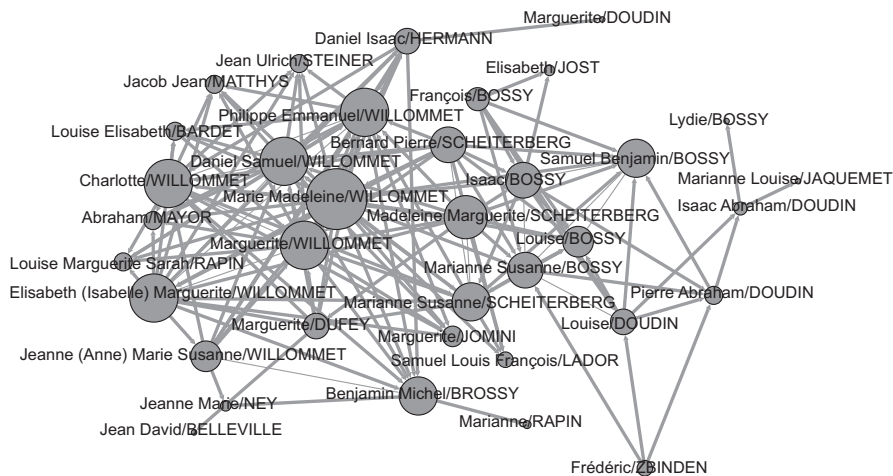 Marguerite/DOUDIN
Daniel Isaac/HERMANN
Jean Ulrich/STEINER
Elisabeth/JOST
Jacob Jean/MATTHYS
François/BOSSY
Philippe Emmanuel/WILLOMMET
Lydie/BOSSY
Louise Elisabeth/BARDET
Bernard Pierre/SCHEITERBERG
Daniel Samuel/WILLOMMET
Samuel Benjamin/BOSSY
Charlotte/WILLOMMET
Isaac/BOSSY
Marianne Louise/JAQUEMET
Marie Madeleine/WILLOMMET
Isaac Abraham/DOUDIN
Abraham/MAYOR
Madeleine Marguerite/SCHEITERBERG
Marguerite/WILLOMMET
Louise/BOSSY
Louise Marguerite Sarah/RAPIN
Marianne Susanne/BOSSY
Elisabeth (Isabelle) Marguerite/WILLOMMET
Pierre Abraham/DOUDIN
Marianne Susanne/SCHEITERBERG
Marguerite/DUFEY
Louise/DOUDIN
Marguerite/JOMINI
Jeanne (Anne) Marie Susanne/WILLOMMET
Samuel Louis François/LADOR
Benjamin Michel/BROSSY
Jeanne Marie/NEY
Marianne/RAPIN
Jean David/BELLEVILLE
Frédéric/ZBINDEN